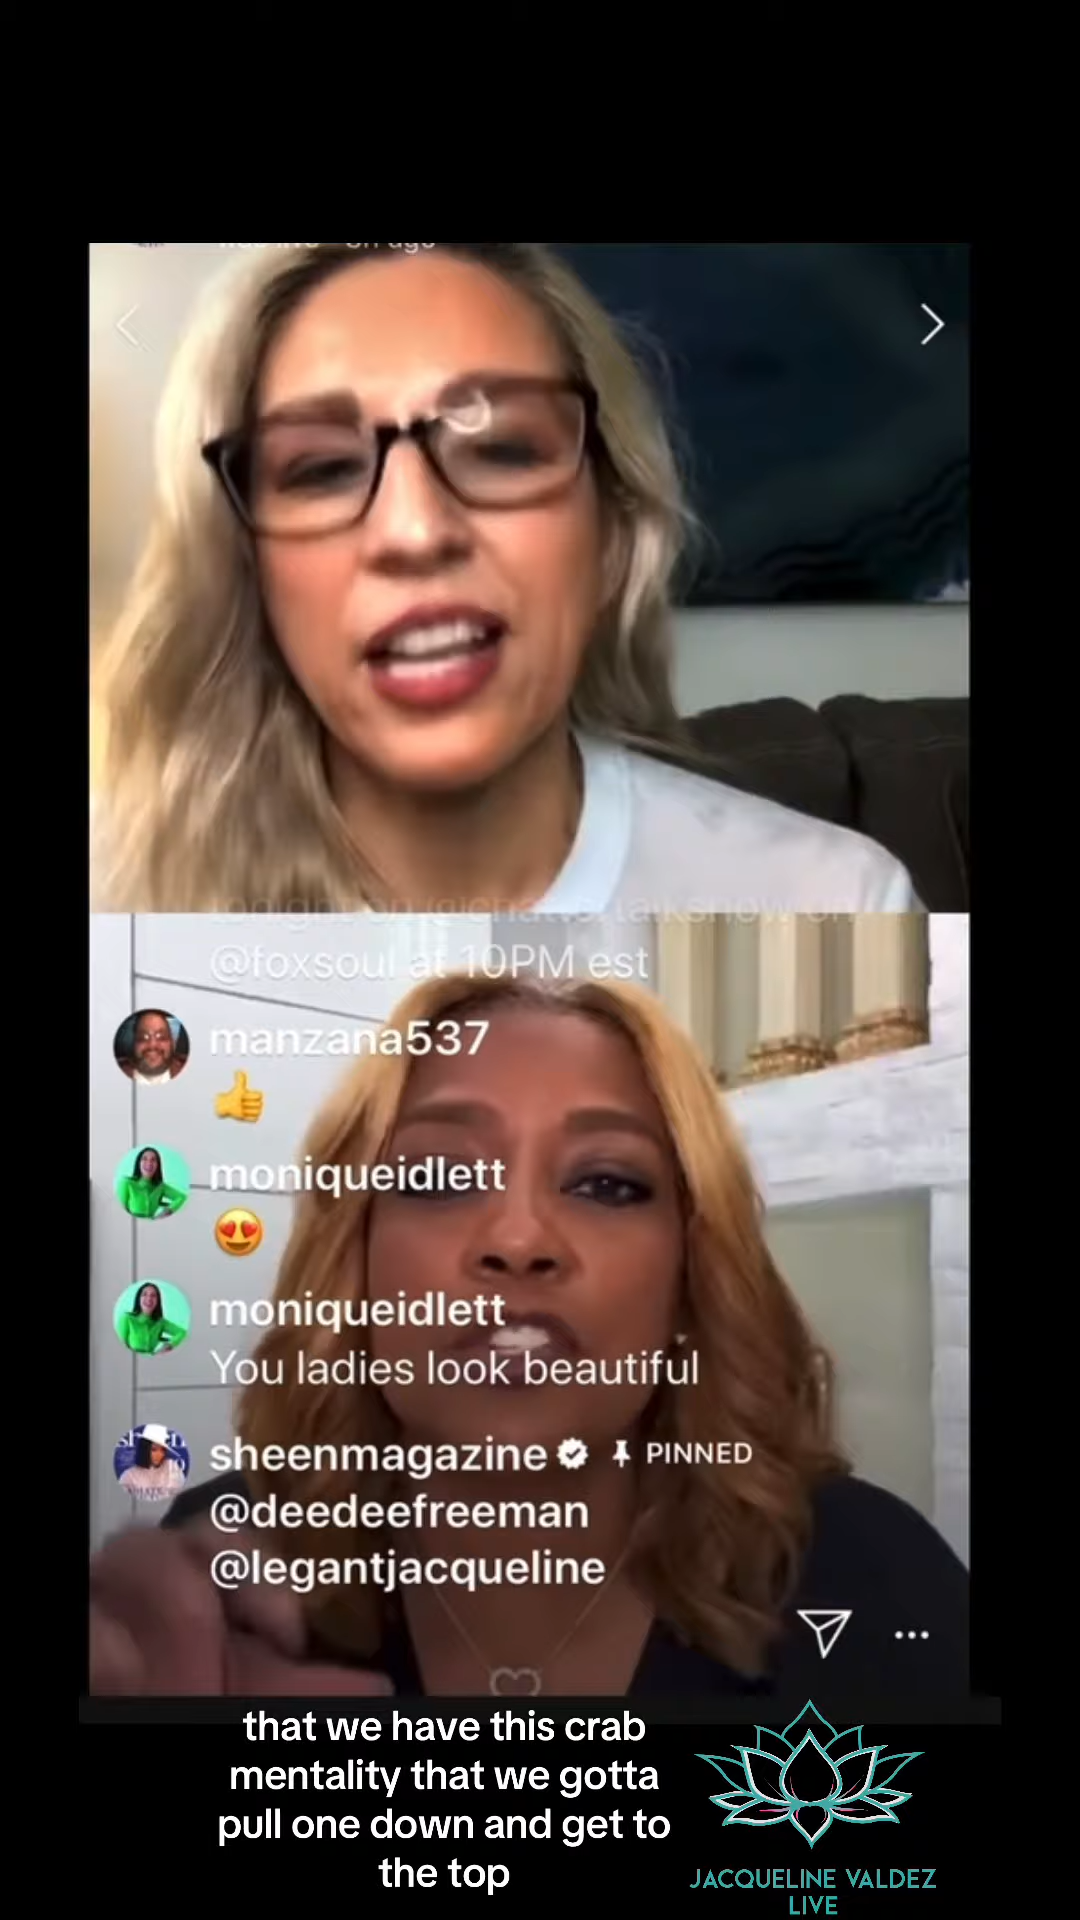 @foxsoul at 10PM est
manzana537
moniqueidlett
moniqueidlett
You ladies look beautiful
sheenmagazine PINNED
@deedeefreeman
@legantjacqueline
that we have this crab
mentality that we gotta
pull one down and get to
the top
JACQUELINE VALDEZ
LIVE